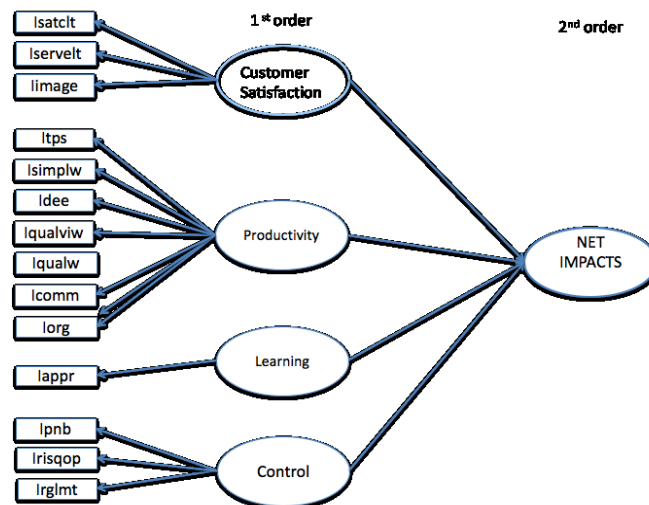 Isatclt
Iservelt
Iimage
1st order
2nd order
Customer
Satisfaction
Itps
Isimplw
Idee
Iqualviw
Iqualw
Icomm
Iorg
Productivity
NET
IMPACTS
Iappr
Learning
Ipnb
Irisqop
Irglmt
Control